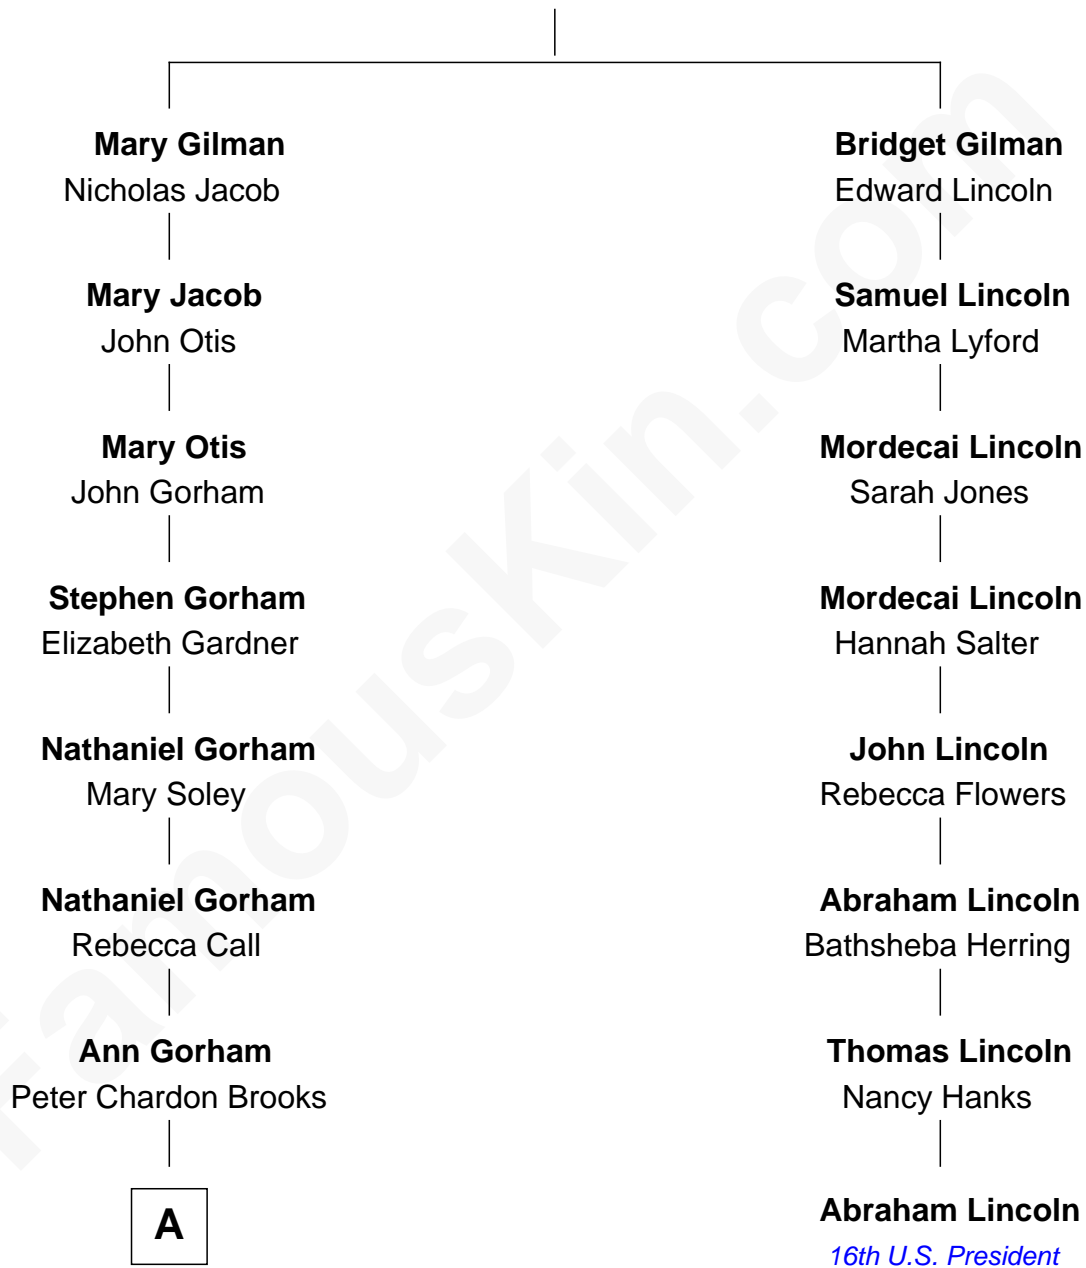 Mary Gilman
Nicholas Jacob
Bridget Gilman
Edward Lincoln
Mary Jacob
John Otis
Samuel Lincoln
Martha Lyford
Mary Otis
John Gorham
Mordecai Lincoln
Sarah Jones
Stephen Gorham
Elizabeth Gardner
Mordecai Lincoln
Hannah Salter
Nathaniel Gorham
Mary Soley
John Lincoln
Rebecca Flowers
Nathaniel Gorham
Rebecca Call
Abraham Lincoln
Bathsheba Herring
Ann Gorham
Peter Chardon Brooks
Thomas Lincoln
Nancy Hanks
A
Abraham Lincoln
16th U.S. President
FamousKin.com